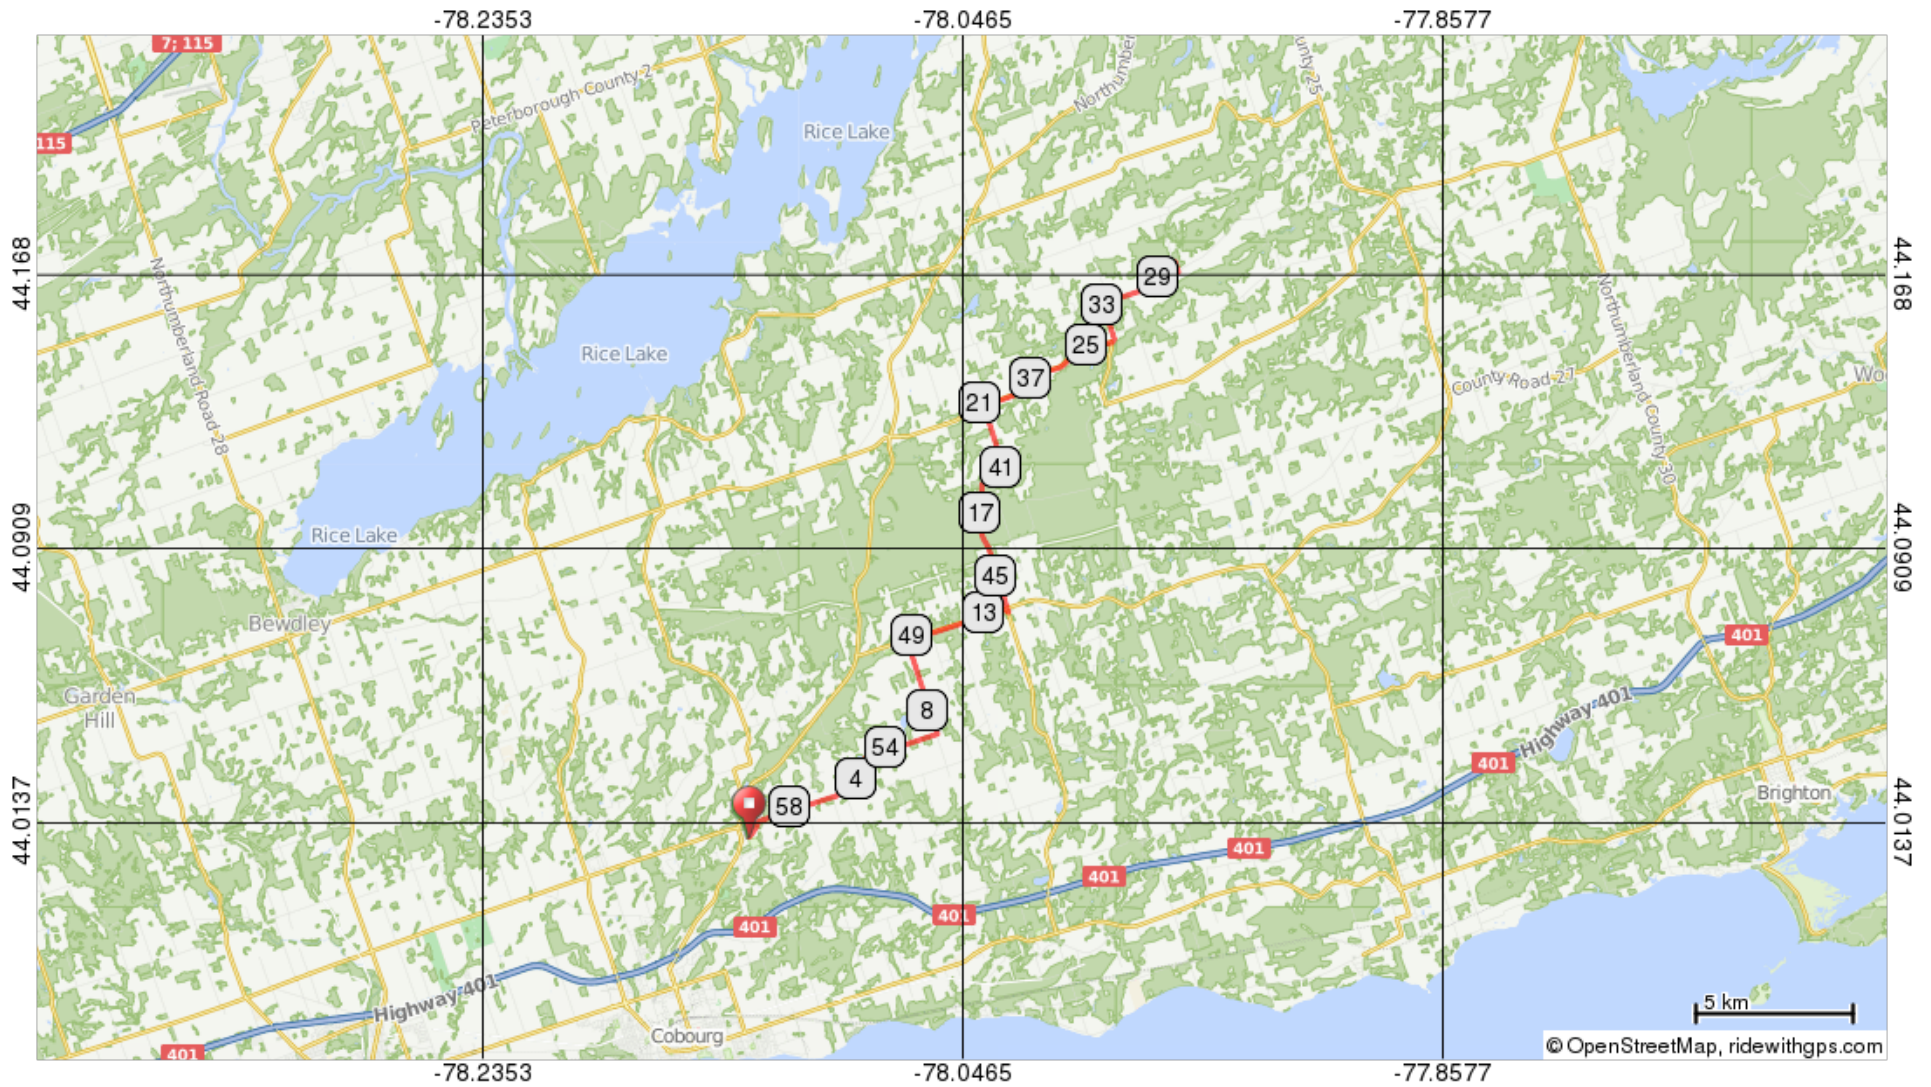 -78.2353
-78.0465
-77.8577
7; 115
115
Peterborough County 2
Northumber
unty 25
Rice Lake
44.168
44.168
Northumberland Road 28
29
33
25
Northumberland County 30
Rice Lake
37
County Road 27
Woo
21
41
17
Rice Lake
44.0909
44.0909
45
13
Bewdley
49
401
Garden
Hill
8
Highway 401
54
401
4
58
Brighton
44.0137
44.0137
401
401
401
401
Highway 401
5 km
Cobourg
401
© OpenStreetMap, ridewithgps.com
-78.2353
-78.0465
-77.8577